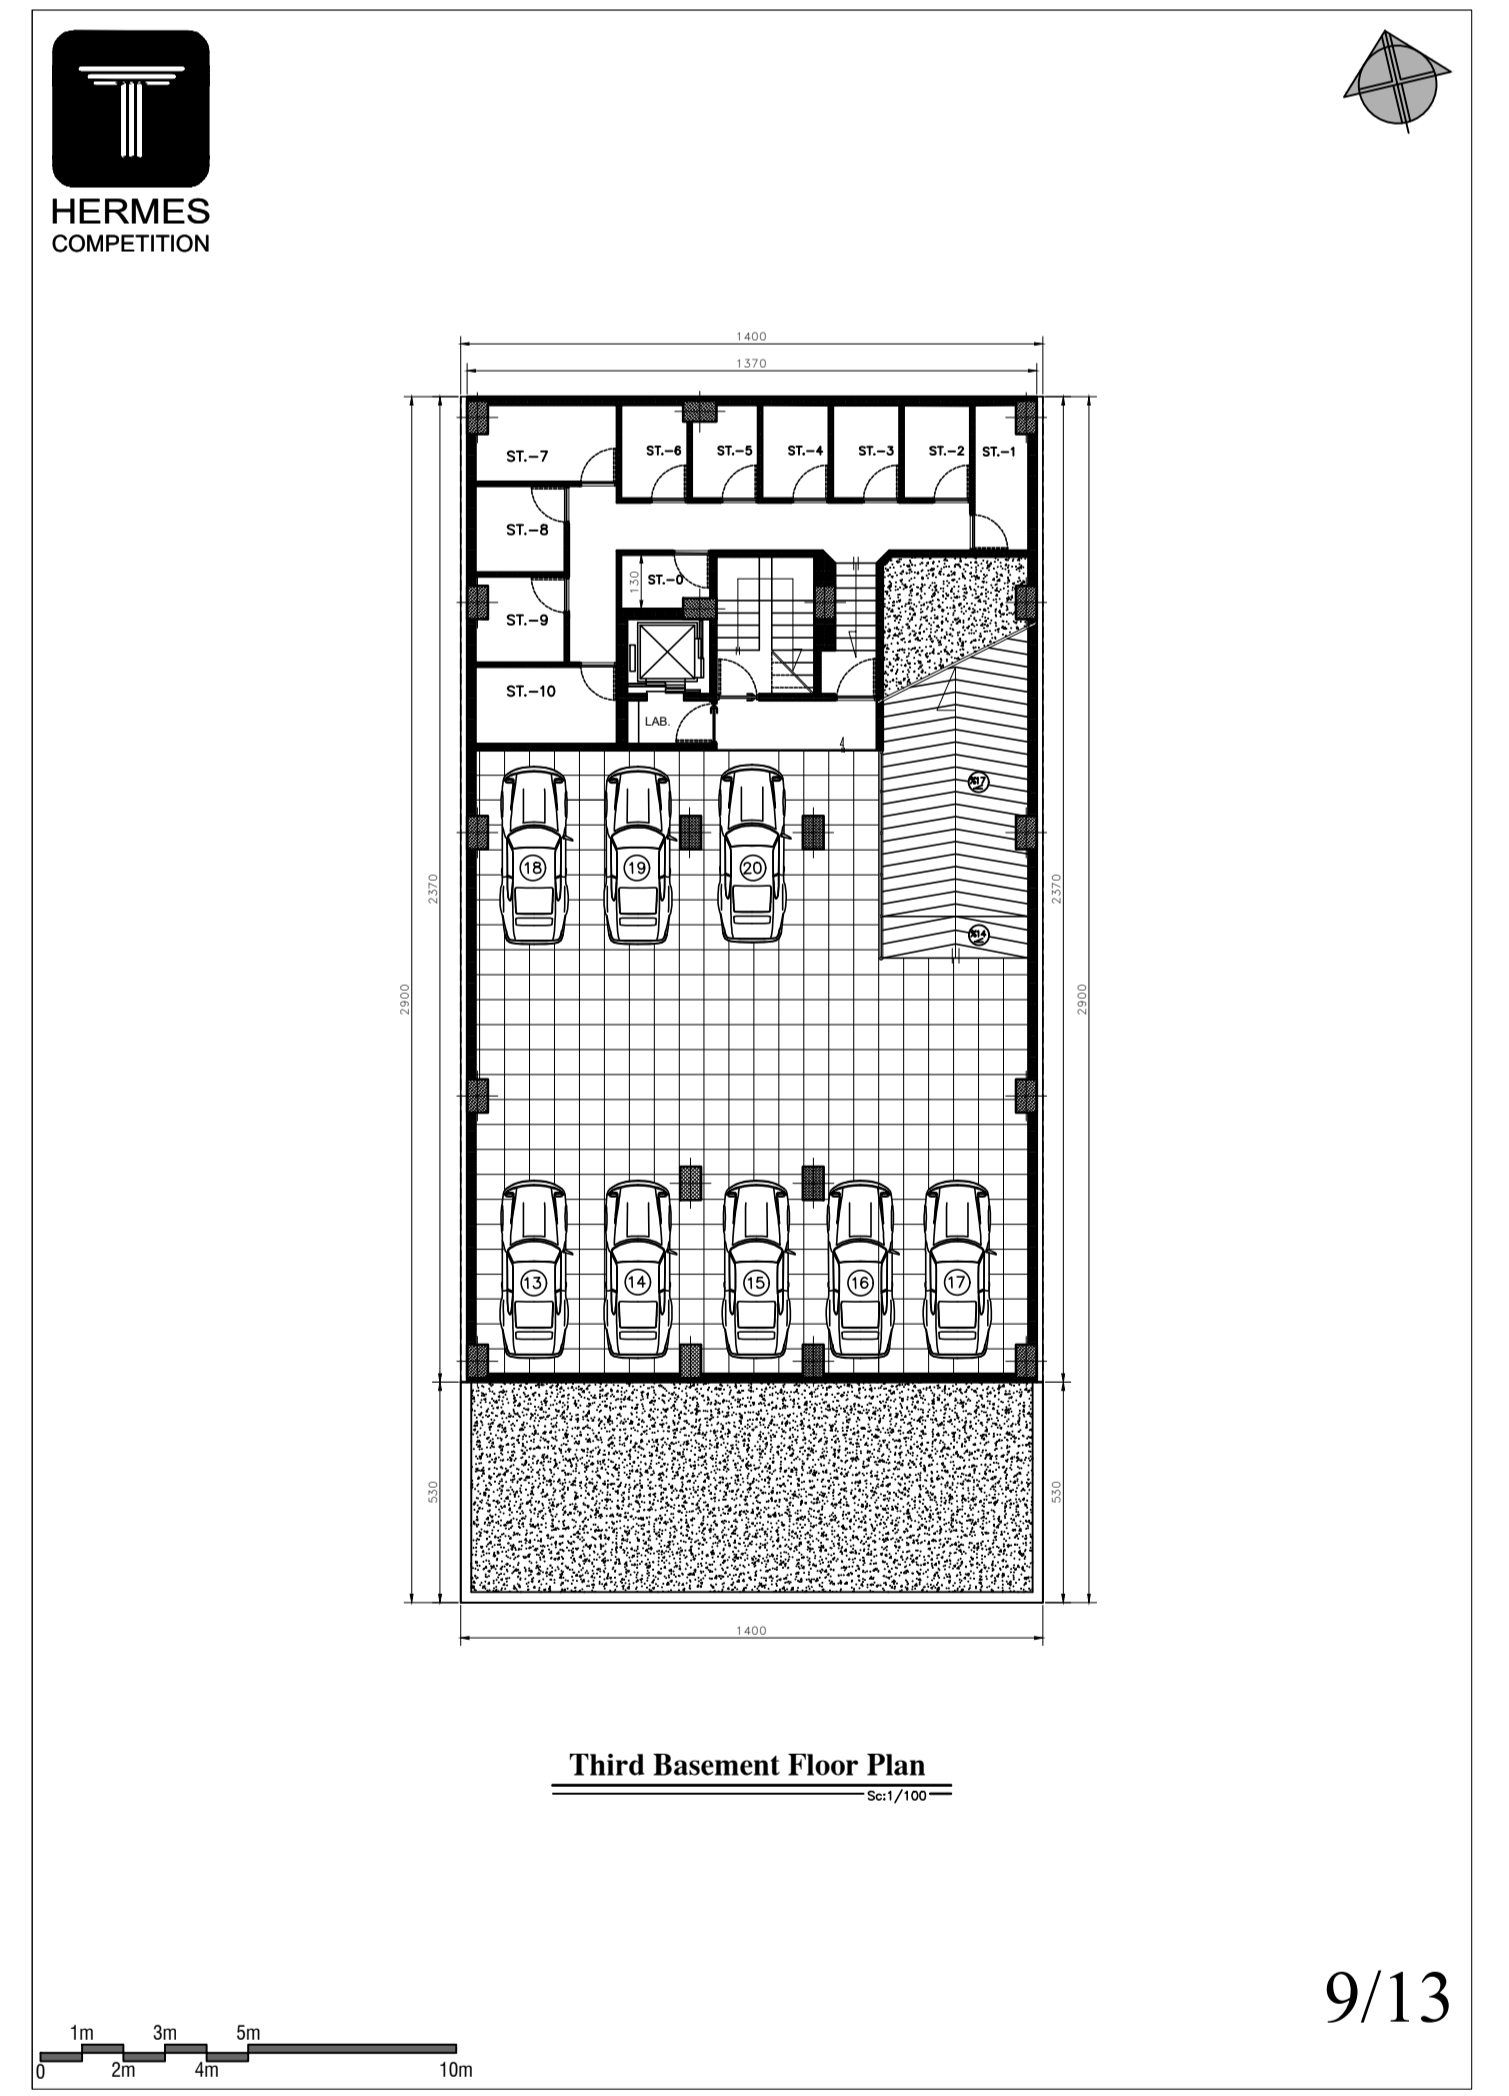 HERMES
COMPETITION
1400
1370
ST.-7
ST.-6
ST.-5
ST.-4
ST.-3
ST.-2
ST.-1
ST.-8
130
ST.-0
ST.-9
ST.-10
LAB.
%17
18
19
20
2370
2370
%14
2900
2900
13
14
15
16
17
530
530
1400
Third Basement Floor Plan
Sc:1/100
9/13
1m
3m
5m
0
2m
4m
10m